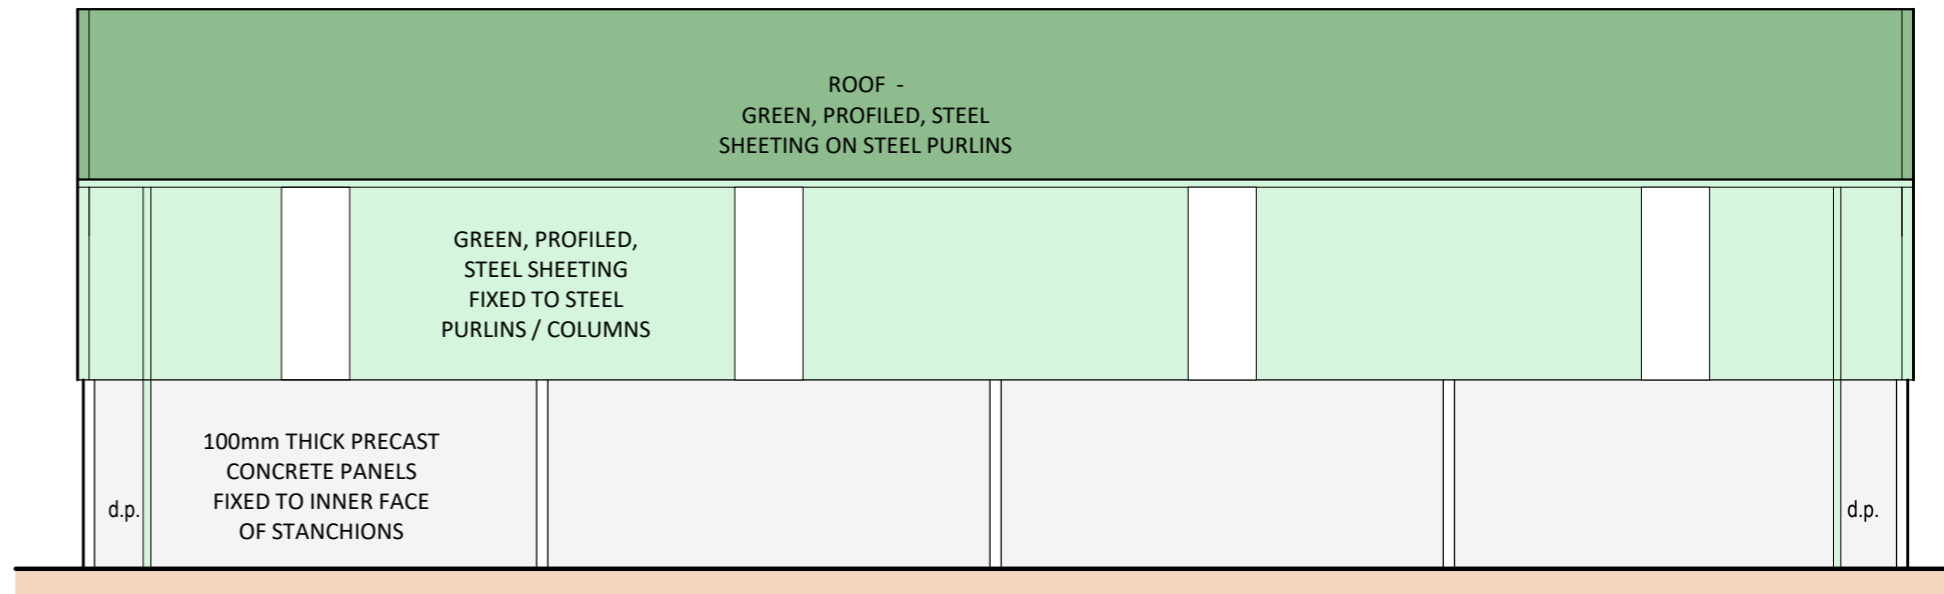 ROOF -
GREEN, PROFILED, STEEL
SHEETING ON STEEL PURLINS
GREEN, PROFILED,
STEEL SHEETING
FIXED TO STEEL
PURLINS / COLUMNS
100mm THICK PRECAST
CONCRETE PANELS
FIXED TO INNER FACE
OF STANCHIONS
d.p.
d.p.